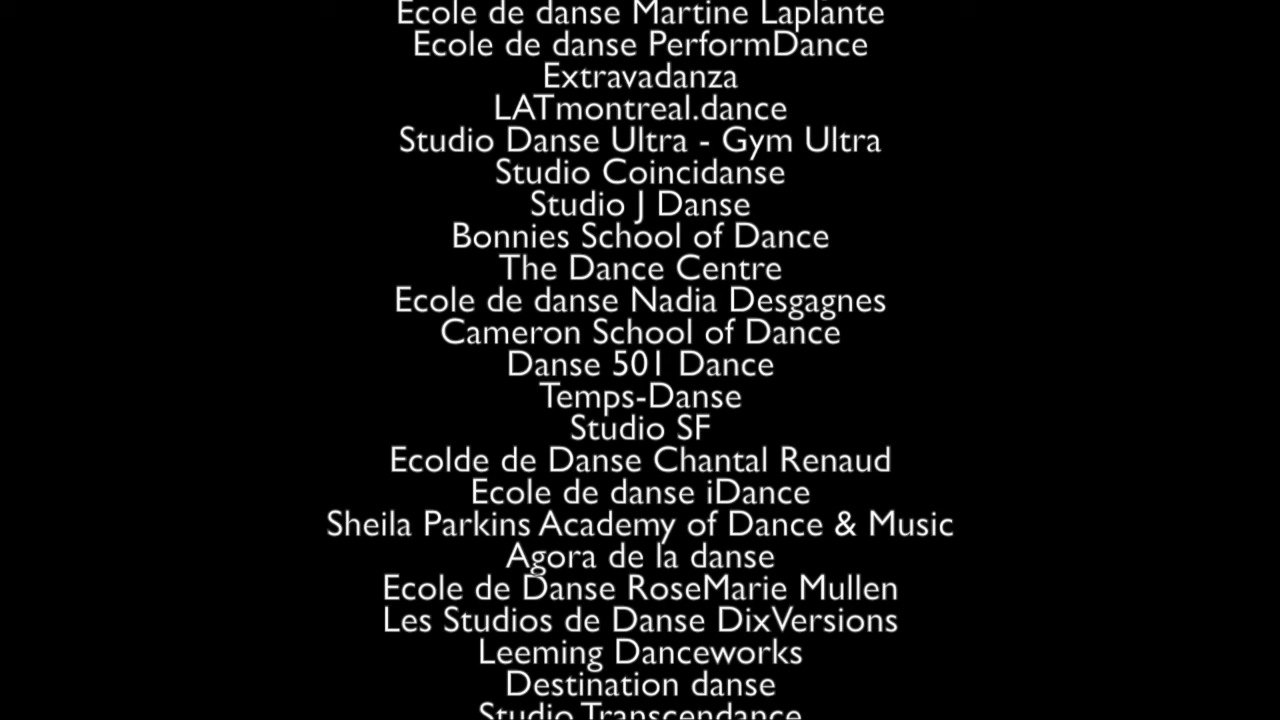 Ecole de danse Martine Laplante
Ecole de danse PerformDance
Extravadanza
LATmontreal.dance
Studio Danse Ultra - Gym Ultra
Studio Coincidanse
Studio J Danse
Bonnies School of Dance
The Dance Centre
Ecole de danse Nadia Desgagnes
Cameron School of Dance
Danse 501 Dance
Temps-Danse
Studio SF
Ecolde de Danse Chantal Renaud
Ecole de danse iDance
Sheila Parkins Academy of Dance & Music
Agora de la danse
Ecole de Danse RoseMarie Mullen
Les Studios de Danse DixVersions
Leeming Danceworks
Destination danse
Studio Transcendance